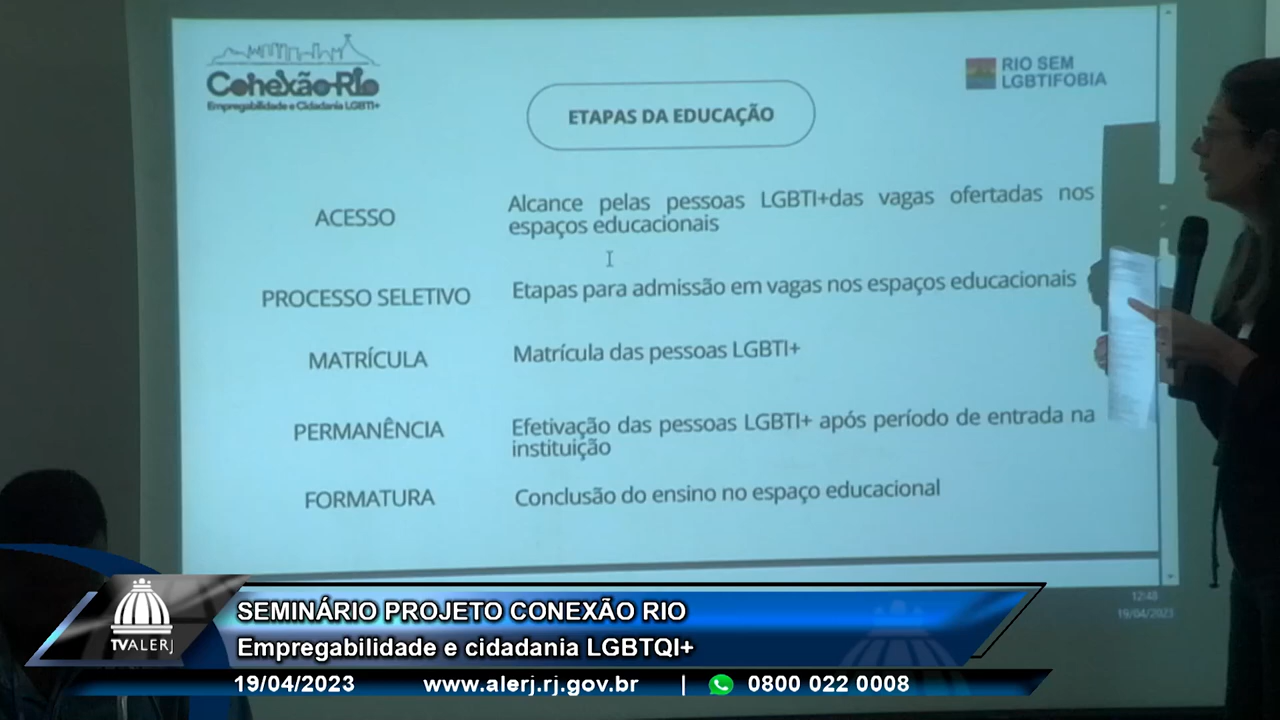 Conexão Rio
Empregabilidade e Cidadania LGBTI+
RIO SEM
LGBTIFOBIA
ETAPAS DA EDUCAÇÃO
ACESSO
Alcance pelas pessoas LGBTI+das vagas ofertadas nos
espaços educacionais
PROCESSO SELETIVO
Etapas para admissão em vagas nos espaços educacionais
MATRÍCULA
Matrícula das pessoas LGBTI+
PERMANÊNCIA
Efetivação das pessoas LGBTI+ após período de entrada na
instituição
FORMATURA
Conclusão do ensino no espaço educacional
12:48
19/04/2023
TVALERJ
SEMINÁRIO PROJETO CONEXÃO RIO
Empregabilidade e cidadania LGBTQI+
19/04/2023 www.alerj.rj.gov.br | 0800 022 0008